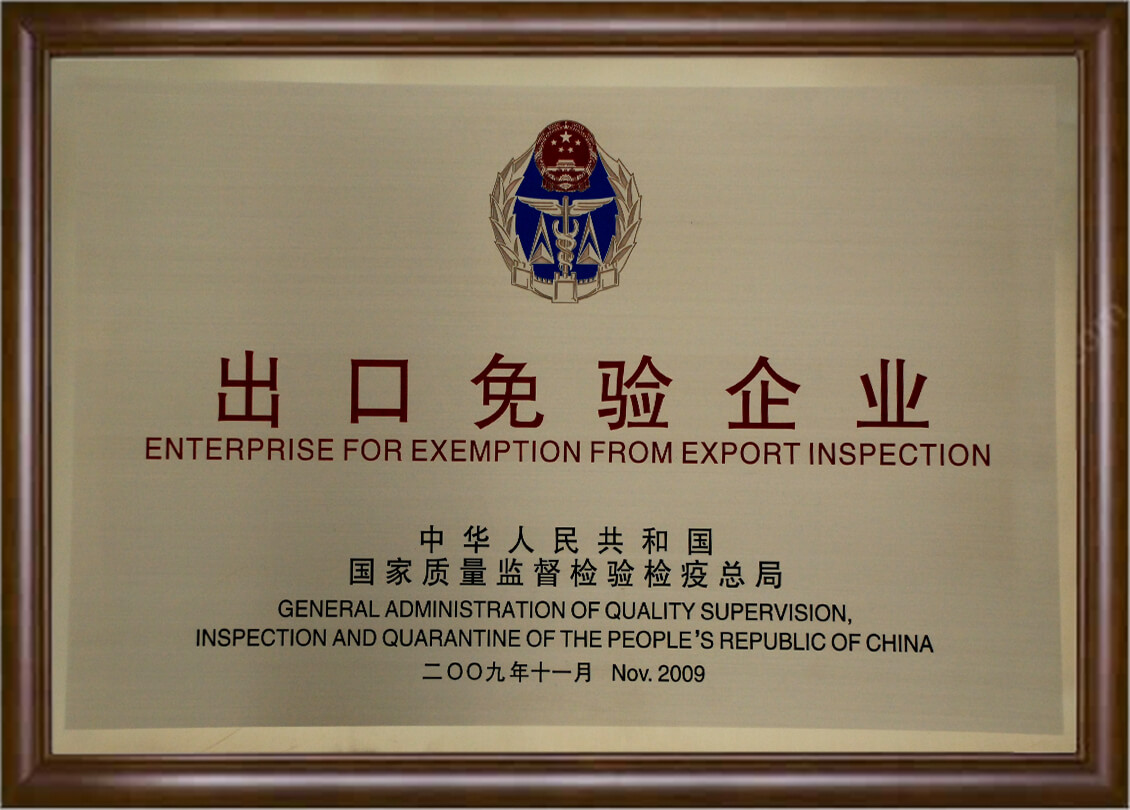 出口免验企业
ENTERPRISE FOR EXEMPTION FROM EXPORT INSPECTION
中华人民共和国
国家质量监督检验检疫总局
GENERAL ADMINISTRATION OF QUALITY SUPERVISION,
INSPECTION AND QUARANTINE OF THE PEOPLE'S REPUBLIC OF CHINA
二〇〇九年十一月 Nov. 2009